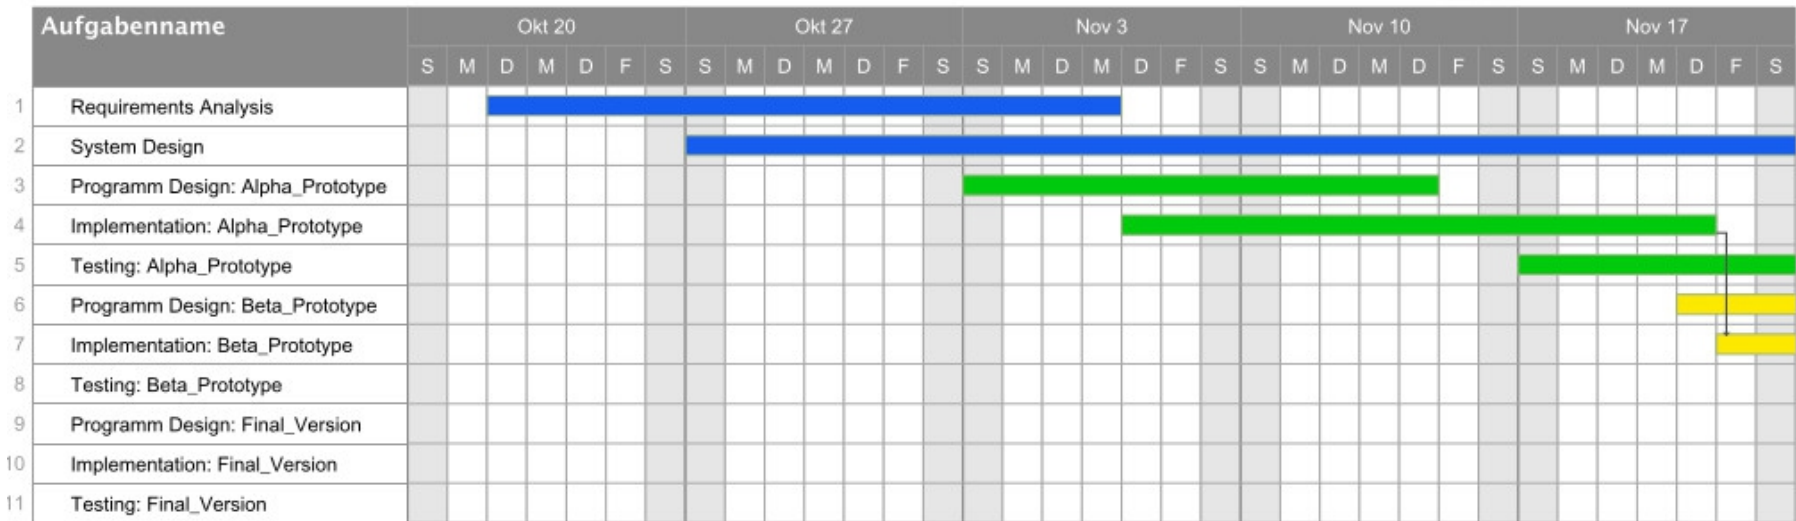 Aufgabenname Okt 20 Okt 27 Nov 3 Nov 10 Nov 17
S M D M D F S S M D M D F S S M D M D F S S M D M D F S S M D M D F S
1 Requirements Analysis
2 System Design
3 Programm Design: Alpha_Prototype
4 Implementation: Alpha_Prototype
5 Testing: Alpha_Prototype
6 Programm Design: Beta_Prototype
7 Implementation: Beta_Prototype
8 Testing: Beta_Prototype
9 Programm Design: Final_Version
10 Implementation: Final_Version
11 Testing: Final_Version